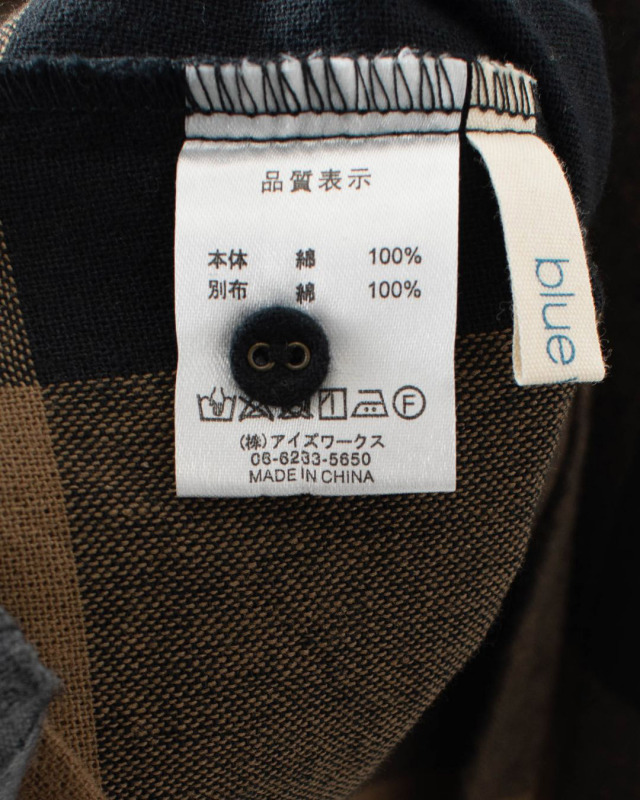 品質表示
本体 綿 100%
別布 綿 100%
F
(株)アイズワークス
06-6233-5650
MADE IN CHINA
blue